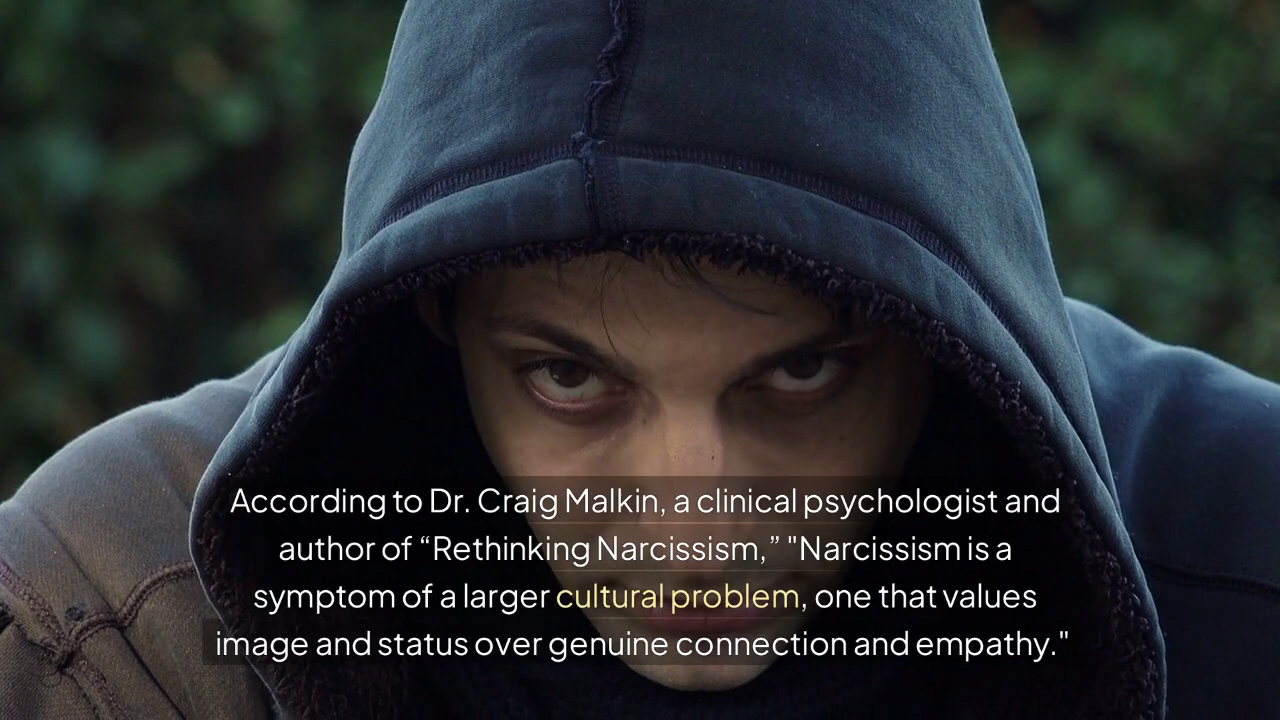 According to Dr. Craig Malkin, a clinical psychologist and
author of “Rethinking Narcissism,” "Narcissism is a
symptom of a larger cultural problem, one that values
image and status over genuine connection and empathy."